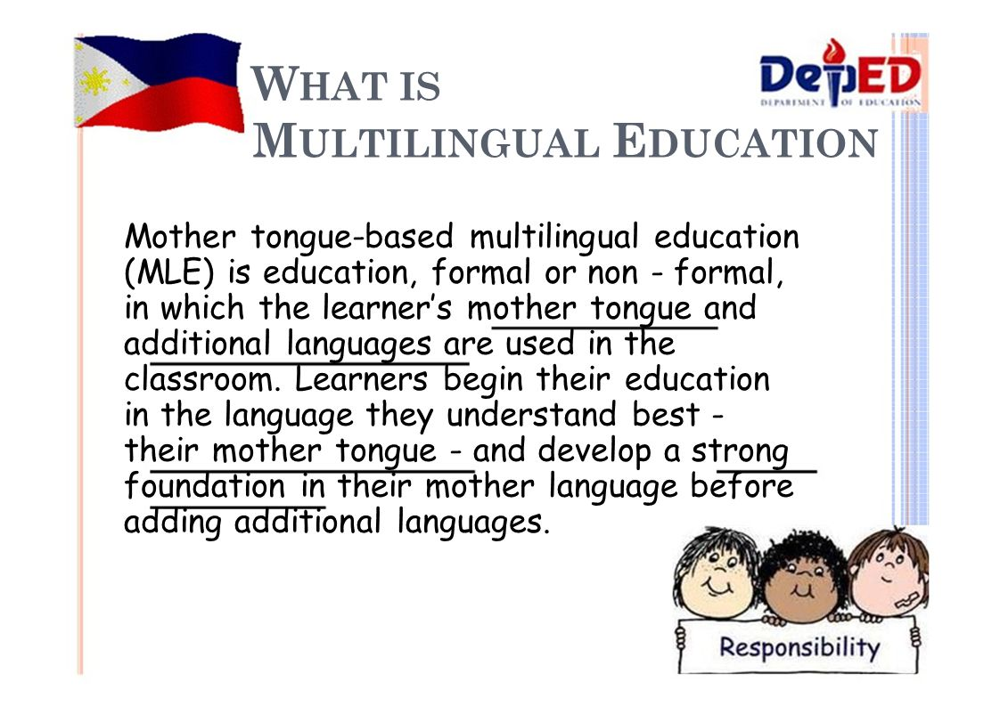 WHAT IS
MULTILINGUAL EDUCATION
DepED
DEPARTMENT OF EDUCATION
Mother tongue-based multilingual education
(MLE) is education, formal or non - formal,
in which the learner’s mother tongue and
additional languages are used in the
classroom. Learners begin their education
in the language they understand best -
their mother tongue - and develop a strong
foundation in their mother language before
adding additional languages.
Responsibility